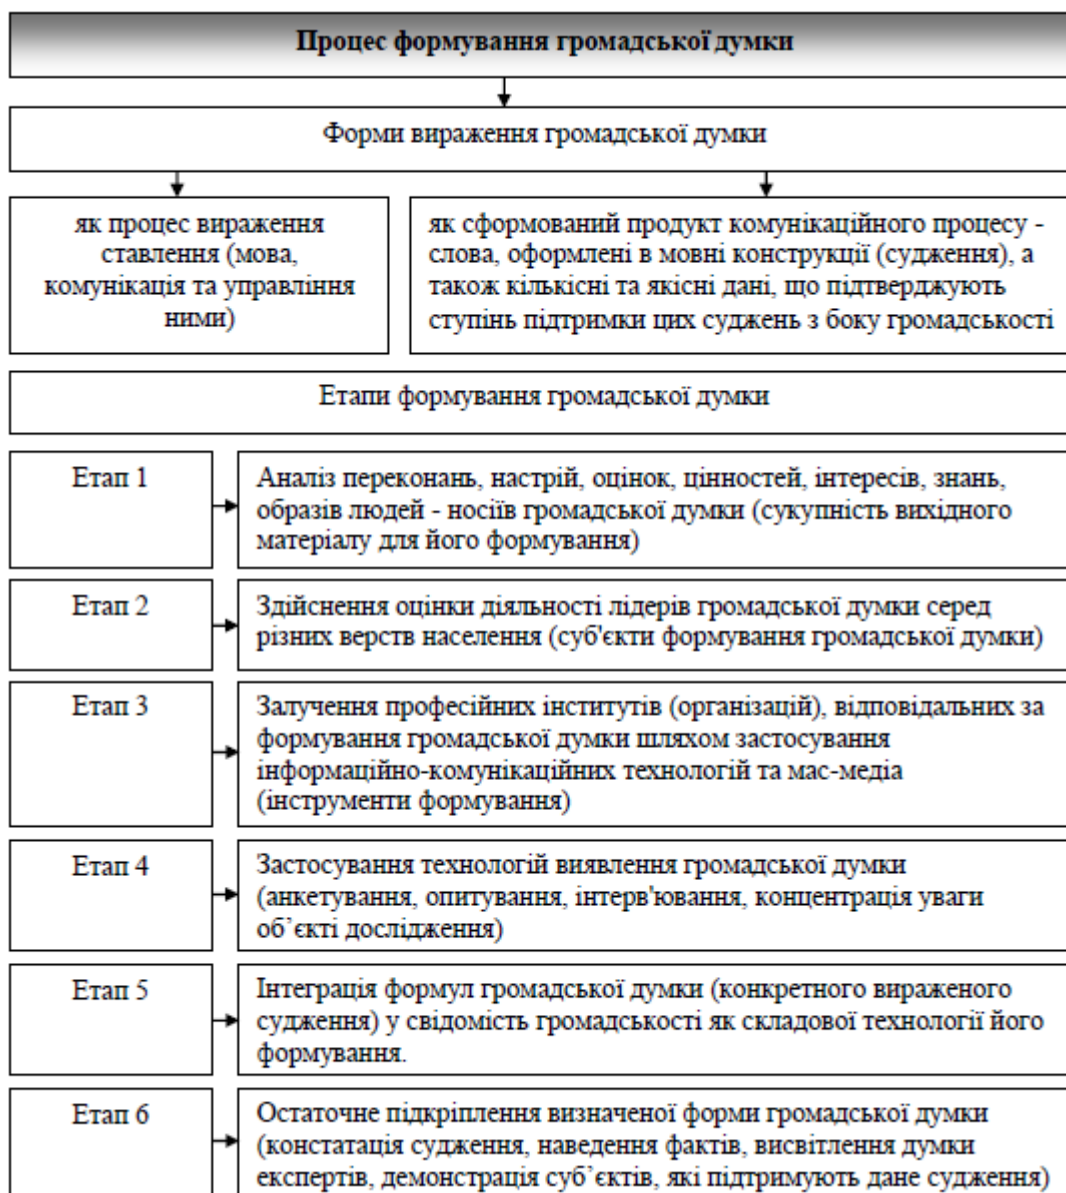 Процес формування громадської думки
Форми вираження громадської думки
як процес вираження
ставлення (мова,
комунікація та управління
ними)
як сформований продукт комунікаційного процесу -
слова, оформлені в мовні конструкції (судження), а
також кількісні та якісні дані, що підтверджують
ступінь підтримки цих суджень з боку громадськості
Етапи формування громадської думки
Етап 1
Аналіз переконань, настрій, оцінок, цінностей, інтересів, знань,
образів людей - носіїв громадської думки (сукупність вихідного
матеріалу для його формування)
Етап 2
Здійснення оцінки діяльності лідерів громадської думки серед
різних верств населення (суб'єкти формування громадської думки)
Етап 3
Залучення професійних інститутів (організацій), відповідальних за
формування громадської думки шляхом застосування
інформаційно-комунікаційних технологій та мас-медіа
(інструменти формування)
Етап 4
Застосування технологій виявлення громадської думки
(анкетування, опитування, інтерв'ювання, концентрація уваги
об’єкті дослідження)
Етап 5
Інтеграція формул громадської думки (конкретного вираженого
судження) у свідомість громадськості як складової технології його
формування.
Етап 6
Остаточне підкріплення визначеної форми громадської думки
(констатація судження, наведення фактів, висвітлення думки
експертів, демонстрація суб’єктів, які підтримують дане судження)